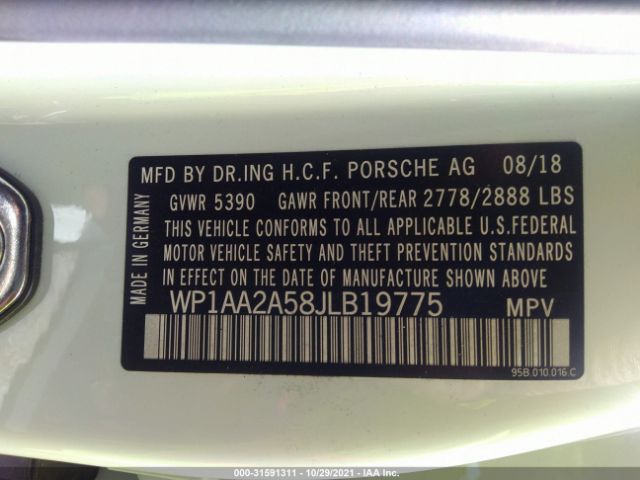 MFD BY DR.ING H.C.F. PORSCHE AG 08/18
GVWR 5390 GAWR FRONT/REAR 2778/2888 LBS
THIS VEHICLE CONFORMS TO ALL APPLICABLE U.S.FEDERAL
MOTOR VEHICLE SAFETY AND THEFT PREVENTION STANDARDS
IN EFFECT ON THE DATE OF MANUFACTURE SHOWN ABOVE.
WP1AA2A58JLB19775 MPV
95B.010.016.C
MADE IN GERMANY
000-31591311 - 10/29/2021 - IAA Inc.